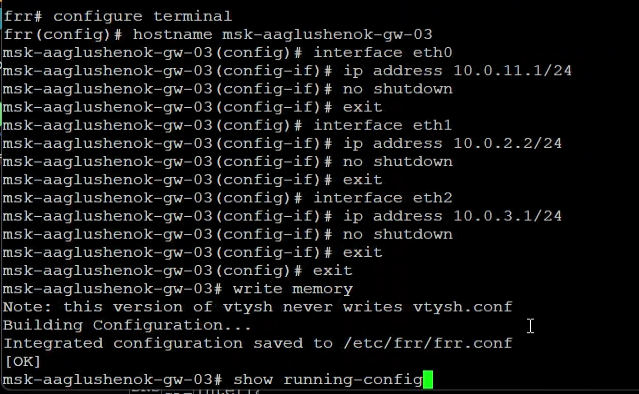 frr# configure terminal
frr(config)# hostname msk-aaglushenok-gw-03
msk-aaglushenok-gw-03(config)# interface eth0
msk-aaglushenok-gw-03(config-if)# ip address 10.0.11.1/24
msk-aaglushenok-gw-03(config-if)# no shutdown
msk-aaglushenok-gw-03(config-if)# exit
msk-aaglushenok-gw-03(config)# interface eth1
msk-aaglushenok-gw-03(config-if)# ip address 10.0.2.2/24
msk-aaglushenok-gw-03(config-if)# no shutdown
msk-aaglushenok-gw-03(config-if)# exit
msk-aaglushenok-gw-03(config)# interface eth2
msk-aaglushenok-gw-03(config-if)# ip address 10.0.3.1/24
msk-aaglushenok-gw-03(config-if)# no shutdown
msk-aaglushenok-gw-03(config-if)# exit
msk-aaglushenok-gw-03(config)# exit
msk-aaglushenok-gw-03# write memory
Note: this version of vtysh never writes vtysh.conf
Building Configuration...
Integrated configuration saved to /etc/frr/frr.conf
[OK]
msk-aaglushenok-gw-03# show running-config